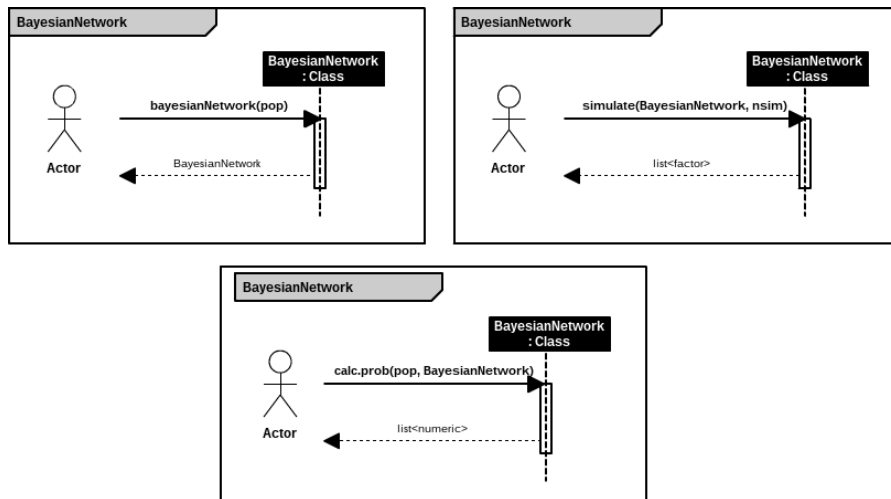 BayesianNetwork
BayesianNetwork
: Class
bayesianNetwork(pop)
BayesianNetwork
Actor
BayesianNetwork
BayesianNetwork
: Class
simulate(BayesianNetwork, nsim)
list<factor>
Actor
BayesianNetwork
BayesianNetwork
: Class
calc.prob(pop, BayesianNetwork)
list<numeric>
Actor